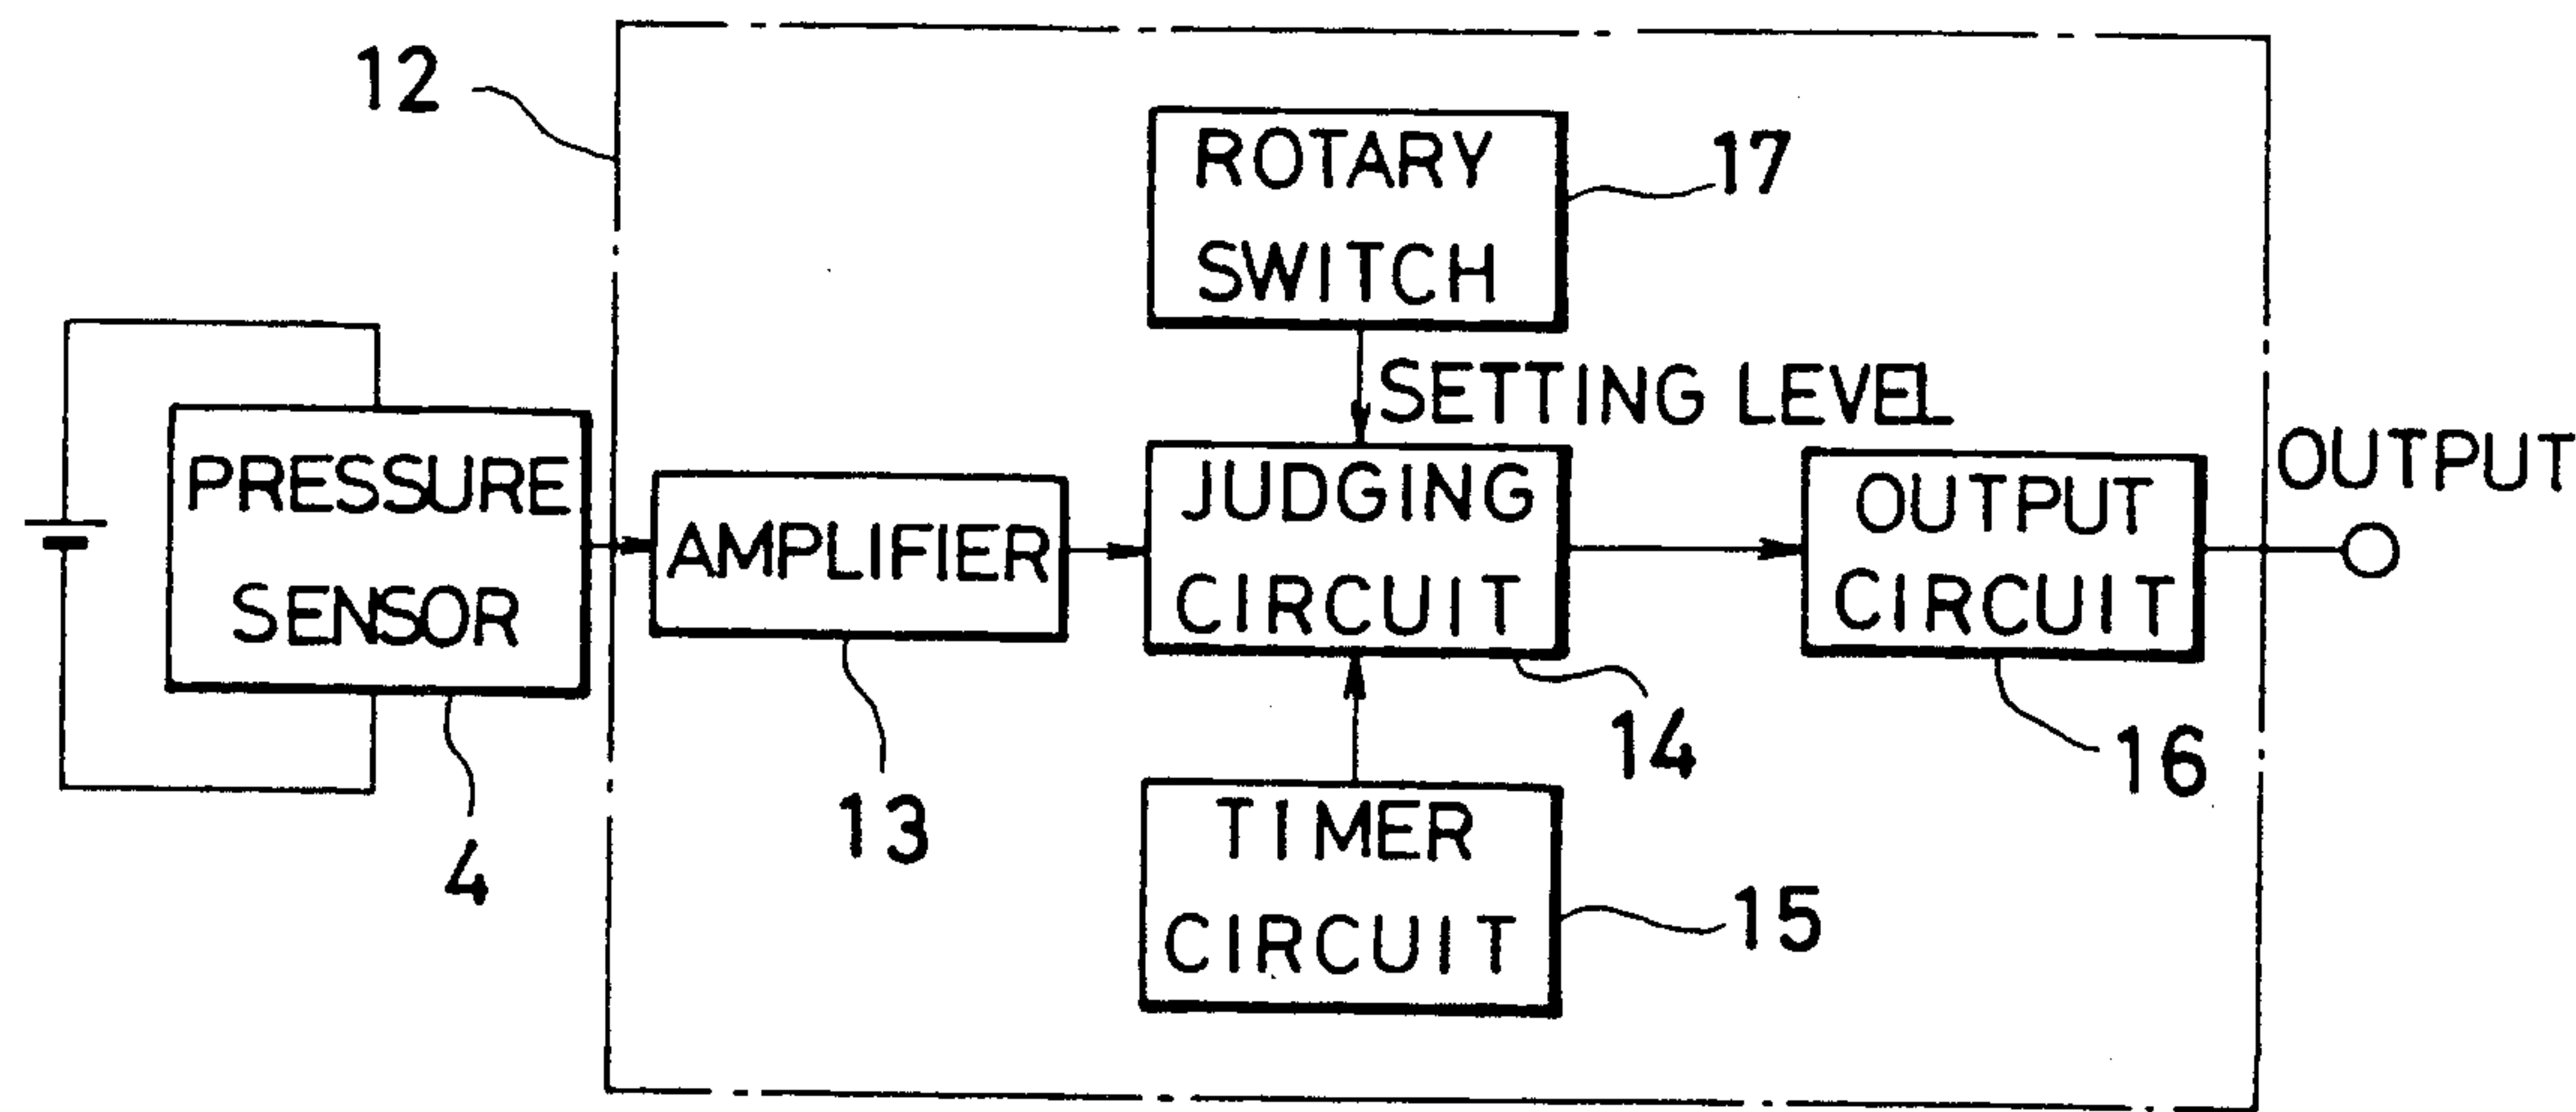 12
ROTARY
SWITCH
17
SETTING LEVEL
PRESSURE
SENSOR
4
AMPLIFIER
13
JUDGING
CIRCUIT
14
OUTPUT
CIRCUIT
16
OUTPUT
TIMER
CIRCUIT
15